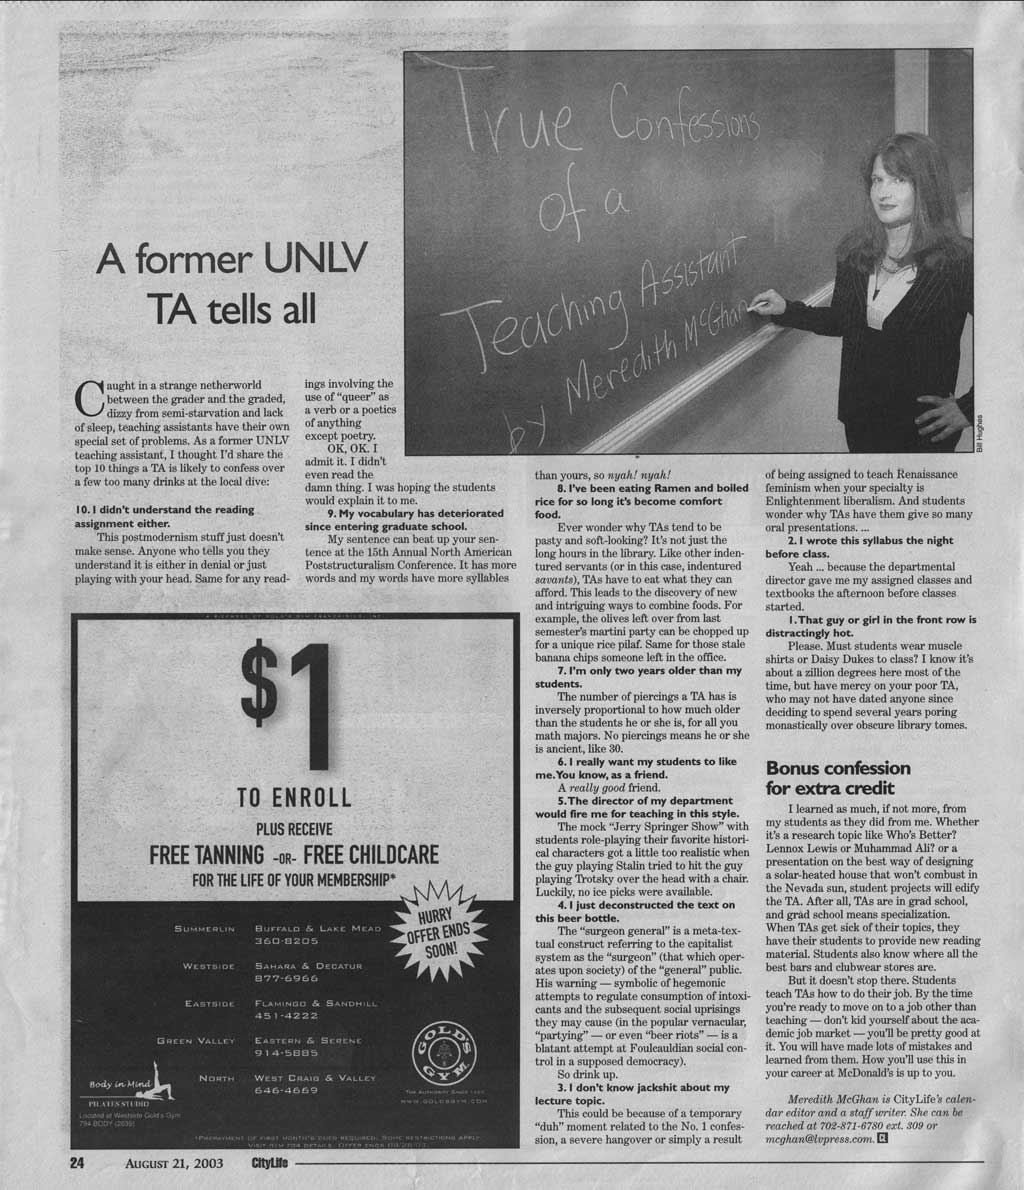 True Confessions
of a
Teaching Assistant
by Meredith McGhan
Bill Hughes
A former UNLV
TA tells all
Caught in a strange netherworld
between the grader and the graded,
dizzy from semi-starvation and lack
of sleep, teaching assistants have their own
special set of problems. As a former UNLV
teaching assistant, I thought I'd share the
top 10 things a TA is likely to confess over
a few too many drinks at the local dive:
10. I didn't understand the reading
assignment either.
This postmodernism stuff just doesn't
make sense. Anyone who tells you they
understand it is either in denial or just
playing with your head. Same for any read-
ings involving the
use of "queer" as
a verb or a poetics
of anything
except poetry.
OK, OK. I
admit it. I didn't
even read the
damn thing. I was hoping the students
would explain it to me.
9. My vocabulary has deteriorated
since entering graduate school.
My sentence can beat up your sen-
tence at the 15th Annual North American
Poststructuralism Conference. It has more
words and my words have more syllables
than yours, so nyah! nyah!
8. I've been eating Ramen and boiled
rice for so long it's become comfort
food.
Ever wonder why TAs tend to be
pasty and soft-looking? It's not just the
long hours in the library. Like other inden-
tured servants (or in this case, indentured
savants), TAs have to eat what they can
afford. This leads to the discovery of new
and intriguing ways to combine foods. For
example, the olives left over from last
semester's martini party can be chopped up
for a unique rice pilaf. Same for those stale
banana chips someone left in the office.
7. I'm only two years older than my
students.
The number of piercings a TA has is
inversely proportional to how much older
than the students he or she is, for all you
math majors. No piercings means he or she
is ancient, like 30.
6. I really want my students to like
me. You know, as a friend.
A really good friend.
5. The director of my department
would fire me for teaching in this style.
The mock "Jerry Springer Show" with
students role-playing their favorite histori-
cal characters got a little too realistic when
the guy playing Stalin tried to hit the guy
playing Trotsky over the head with a chair.
Luckily, no ice picks were available.
4. I just deconstructed the text on
this beer bottle.
The "surgeon general" is a meta-tex-
tual construct referring to the capitalist
system as the "surgeon" (that which oper-
ates upon society) of the "general" public.
His warning — symbolic of hegemonic
attempts to regulate consumption of intoxi-
cants and the subsequent social uprisings
they may cause (in the popular vernacular,
"partying" — or even "beer riots" — is a
blatant attempt at Foulcauldian social con-
trol in a supposed democracy).
So drink up.
3. I don't know jackshit about my
lecture topic.
This could be because of a temporary
"duh" moment related to the No. 1 confes-
sion, a severe hangover or simply a result
of being assigned to teach Renaissance
feminism when your specialty is
Enlightenment liberalism. And students
wonder why TAs have them give so many
oral presentations. ...
2. I wrote this syllabus the night
before class.
Yeah ... because the departmental
director gave me my assigned classes and
textbooks the afternoon before classes
started.
1. That guy or girl in the front row is
distractingly hot.
Please. Must students wear muscle
shirts or Daisy Dukes to class? I know it's
about a zillion degrees here most of the
time, but have mercy on your poor TA,
who may not have dated anyone since
deciding to spend several years poring
monastically over obscure library tomes.
Bonus confession
for extra credit
I learned as much, if not more, from
my students as they did from me. Whether
it's a research topic like Who's Better?
Lennox Lewis or Muhammad Ali? or a
presentation on the best way of designing
a solar-heated house that won't combust in
the Nevada sun, student projects will edify
the TA. After all, TAs are in grad school,
and grad school means specialization.
When TAs get sick of their topics, they
have their students to provide new reading
material. Students also know where all the
best bars and clubwear stores are.
But it doesn't stop there. Students
teach TAs how to do their job. By the time
you're ready to move on to a job other than
teaching — don't kid yourself about the aca-
demic job market — you'll be pretty good at
it. You will have made lots of mistakes and
learned from them. How you'll use this in
your career at McDonald's is up to you.
Meredith McGhan is CityLife's calen-
dar editor and a staff writer. She can be
reached at 702-871-6780 ext. 309 or
mcghan@lvpress.com. CL
$1
TO ENROLL
PLUS RECEIVE
FREE TANNING -OR- FREE CHILDCARE
FOR THE LIFE OF YOUR MEMBERSHIP*
HURRY
OFFER ENDS
SOON!
SUMMERLIN BUFFALO & LAKE MEAD
360-8205
WESTSIDE SAHARA & DECATUR
877-6966
EASTSIDE FLAMINGO & SANDHILL
451-4222
GREEN VALLEY EASTERN & SERENE
914-5885
NORTH WEST CRAIG & VALLEY
646-4669
GOLD'S GYM
THE AUTHORITY SINCE 1965
WWW.GOLDSGYM.COM
Body in Mind
PILATES STUDIO
Located at Westside Gold's Gym
794-BODY (2639)
*PREPAYMENT OF FIRST MONTH'S DUES REQUIRED. SOME RESTRICTIONS APPLY.
24 AUGUST 21, 2003 CityLife